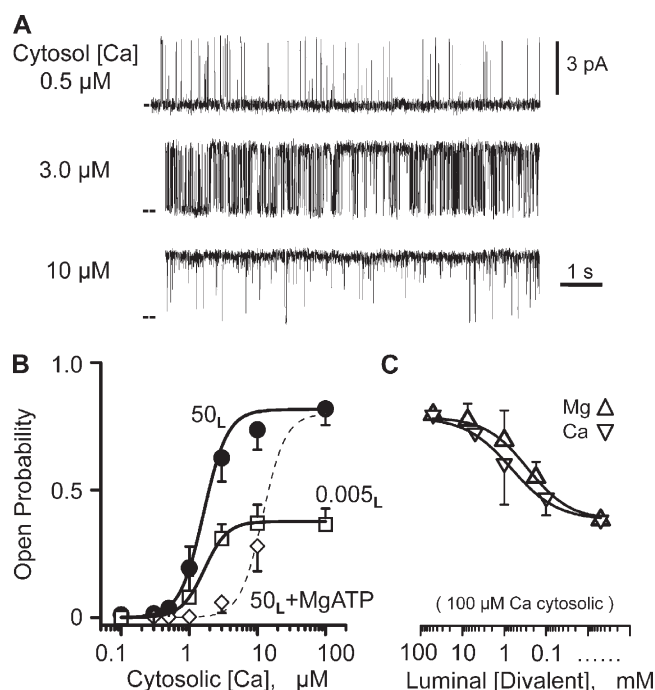 A
Cytosol [Ca]
0.5 µM
3 pA
3.0 µM
10 µM
1 s
B
1.0
0.5
0
Open Probability
50L
0.005L
50L+MgATP
0.1 1 10 100
Cytosolic [Ca], µM
C
Mg △
Ca ▽
( 100 µM Ca cytosolic )
100 10 1 0.1 ......
Luminal [Divalent], mM